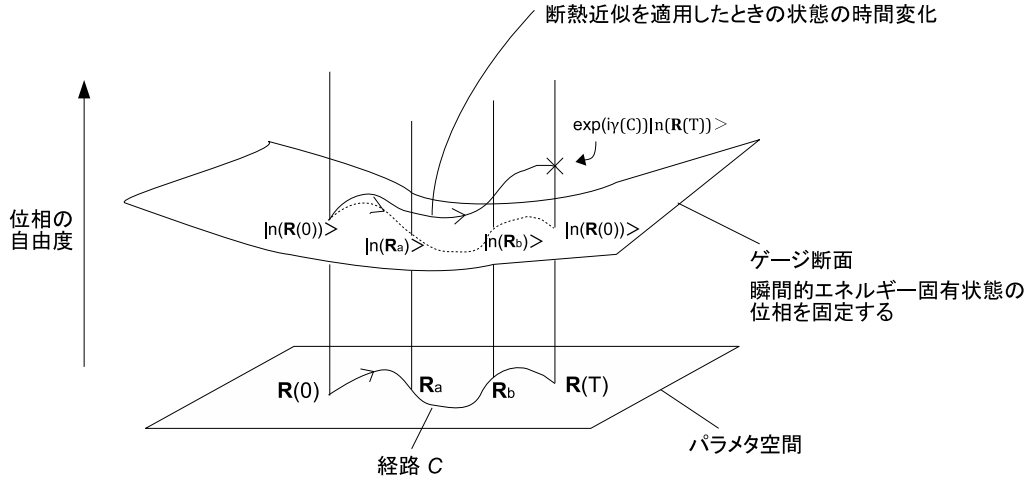 断熱近似を適用したときの状態の時間変化
exp(iγ(C))|n(R(T))＞
位相の
自由度
|n(R(0))＞
|n(Ra)＞
|n(Rb)＞
|n(R(0))＞
ゲージ断面
瞬間的エネルギー固有状態の
位相を固定する
R(0)
Ra
Rb
R(T)
パラメタ空間
経路 C